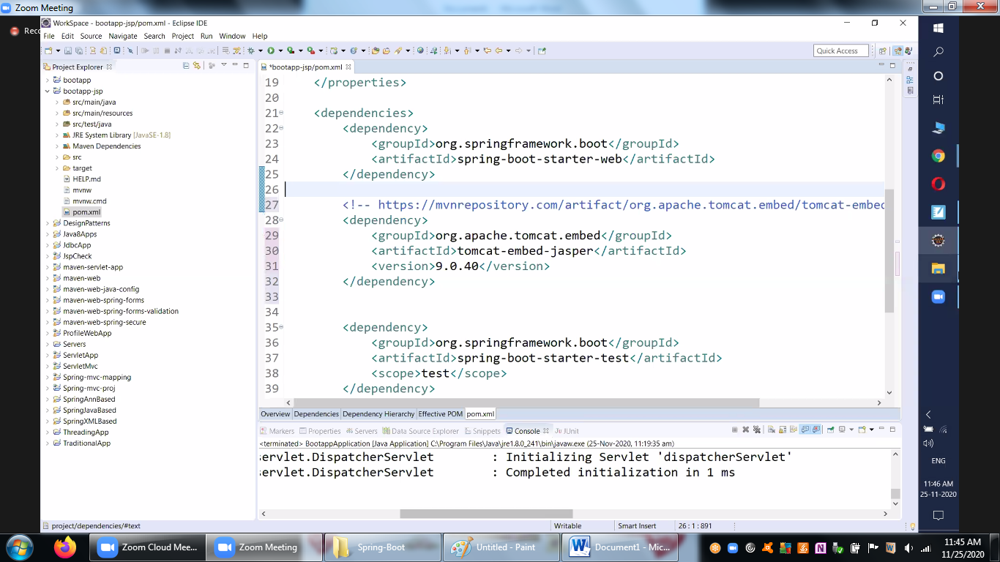 Zoom Meeting
Reco
WorkSpace - bootapp-jsp/pom.xml - Eclipse IDE
File Edit Source Navigate Search Project Run Window Help
Quick Access
Project Explorer
bootapp
bootapp-jsp
src/main/java
src/main/resources
src/test/java
JRE System Library [JavaSE-1.8]
Maven Dependencies
src
target
HELP.md
mvnw
mvnw.cmd
pom.xml
DesignPatterns
Java8Apps
JdbcApp
JspCheck
maven-servlet-app
maven-web
maven-web-java-config
maven-web-spring-forms
maven-web-spring-forms-validation
maven-web-spring-secure
ProfileWebApp
Servers
ServletApp
ServletMvc
Spring-mvc-mapping
Spring-mvc-proj
SpringAnnBased
SpringJavaBased
SpringXMLBased
ThreadingApp
TraditionalApp
*bootapp-jsp/pom.xml
19 </properties>
20
21 <dependencies>
22 <dependency>
23 <groupId>org.springframework.boot</groupId>
24 <artifactId>spring-boot-starter-web</artifactId>
25 </dependency>
26
27 <!-- https://mvnrepository.com/artifact/org.apache.tomcat.embed/tomcat-embed
28 <dependency>
29 <groupId>org.apache.tomcat.embed</groupId>
30 <artifactId>tomcat-embed-jasper</artifactId>
31 <version>9.0.40</version>
32 </dependency>
33
34
35 <dependency>
36 <groupId>org.springframework.boot</groupId>
37 <artifactId>spring-boot-starter-test</artifactId>
38 <scope>test</scope>
39 </dependency>
Overview Dependencies Dependency Hierarchy Effective POM pom.xml
Markers Properties Servers Data Source Explorer Snippets Console Ju JUnit
<terminated> BootappApplication [Java Application] C:\Program Files\Java\jre1.8.0_241\bin\javaw.exe (25-Nov-2020, 11:19:35 am)
servlet.DispatcherServlet : Initializing Servlet 'dispatcherServlet'
servlet.DispatcherServlet : Completed initialization in 1 ms
project/dependencies/#text Writable Smart Insert 26 : 1 : 891
ENG
11:46 AM
25-11-2020
Zoom Cloud Mee... Zoom Meeting Spring-Boot Untitled - Paint Document1 - Mic...
11:45 AM
11/25/2020